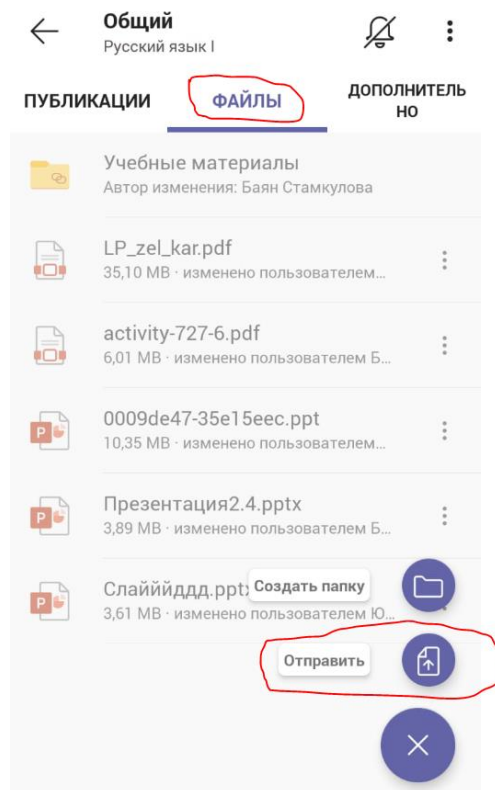 Общий
Русский язык I
ПУБЛИКАЦИИ
ФАЙЛЫ
ДОПОЛНИТЕЛЬ
НО
Учебные материалы
Автор изменения: Баян Стамкулова
LP_zel_kar.pdf
35,10 MB · изменено пользователем...
activity-727-6.pdf
6,01 MB · изменено пользователем Б...
0009de47-35e15eec.ppt
10,35 MB · изменено пользователем...
Презентация2.4.pptx
3,89 MB · изменено пользователем Б...
Слайййддд.pptx
Создать папку
3,61 MB · изменено пользователем Ю...
Отправить